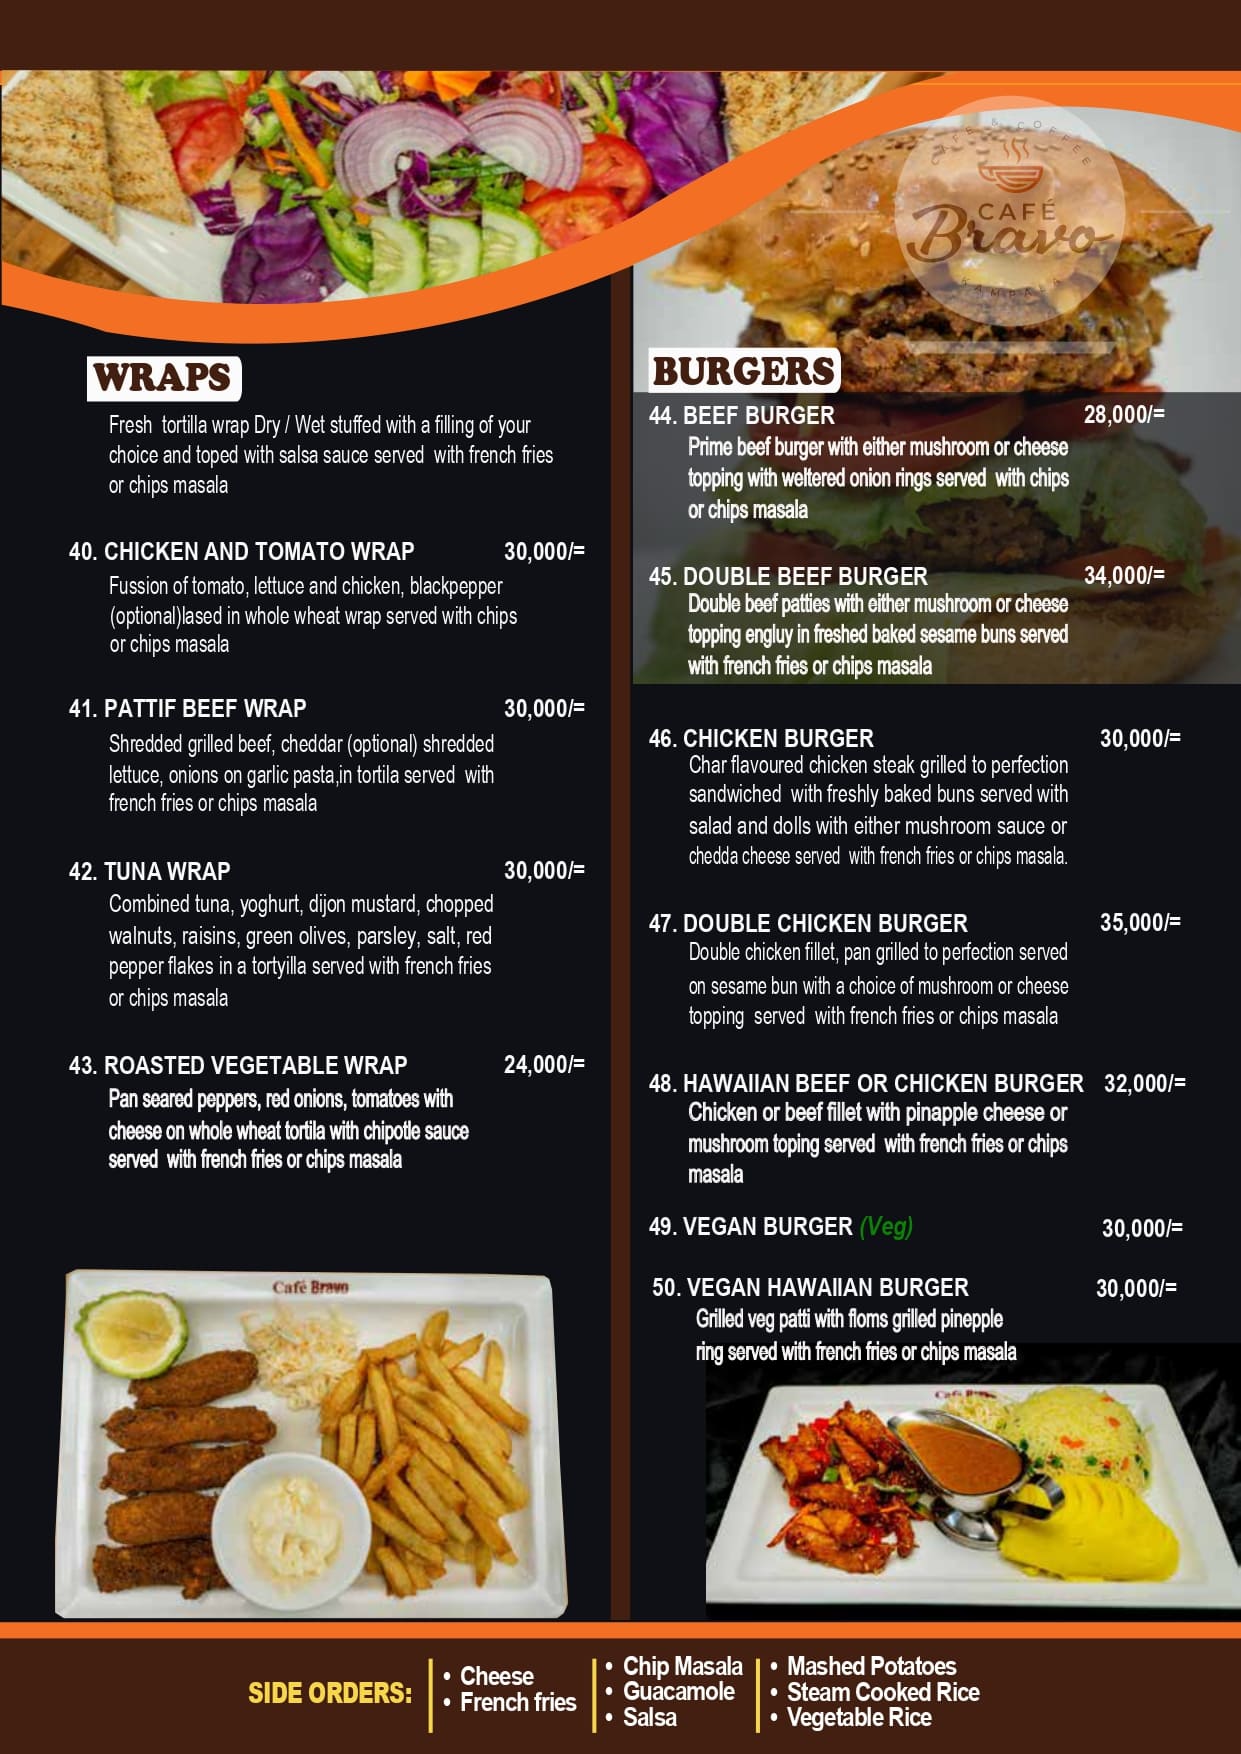 CAFE & COFFEE
CAFÉ
Bravo
KAMPALA
WRAPS
Fresh tortilla wrap Dry / Wet stuffed with a filling of your
choice and toped with salsa sauce served with french fries
or chips masala
40. CHICKEN AND TOMATO WRAP 30,000/=
Fussion of tomato, lettuce and chicken, blackpepper
(optional)lased in whole wheat wrap served with chips
or chips masala
41. PATTIF BEEF WRAP 30,000/=
Shredded grilled beef, cheddar (optional) shredded
lettuce, onions on garlic pasta,in tortila served with
french fries or chips masala
42. TUNA WRAP 30,000/=
Combined tuna, yoghurt, dijon mustard, chopped
walnuts, raisins, green olives, parsley, salt, red
pepper flakes in a tortyilla served with french fries
or chips masala
43. ROASTED VEGETABLE WRAP 24,000/=
Pan seared peppers, red onions, tomatoes with
cheese on whole wheat tortila with chipotle sauce
served with french fries or chips masala
Café Bravo
BURGERS
44. BEEF BURGER 28,000/=
Prime beef burger with either mushroom or cheese
topping with weltered onion rings served with chips
or chips masala
45. DOUBLE BEEF BURGER 34,000/=
Double beef patties with either mushroom or cheese
topping engluy in freshed baked sesame buns served
with french fries or chips masala
46. CHICKEN BURGER 30,000/=
Char flavoured chicken steak grilled to perfection
sandwiched with freshly baked buns served with
salad and dolls with either mushroom sauce or
chedda cheese served with french fries or chips masala.
47. DOUBLE CHICKEN BURGER 35,000/=
Double chicken fillet, pan grilled to perfection served
on sesame bun with a choice of mushroom or cheese
topping served with french fries or chips masala
48. HAWAIIAN BEEF OR CHICKEN BURGER 32,000/=
Chicken or beef fillet with pinapple cheese or
mushroom toping served with french fries or chips
masala
49. VEGAN BURGER (Veg) 30,000/=
50. VEGAN HAWAIIAN BURGER 30,000/=
Grilled veg patti with floms grilled pinepple
ring served with french fries or chips masala
Café Bravo
SIDE ORDERS:
• Cheese
• French fries
• Chip Masala
• Guacamole
• Salsa
• Mashed Potatoes
• Steam Cooked Rice
• Vegetable Rice